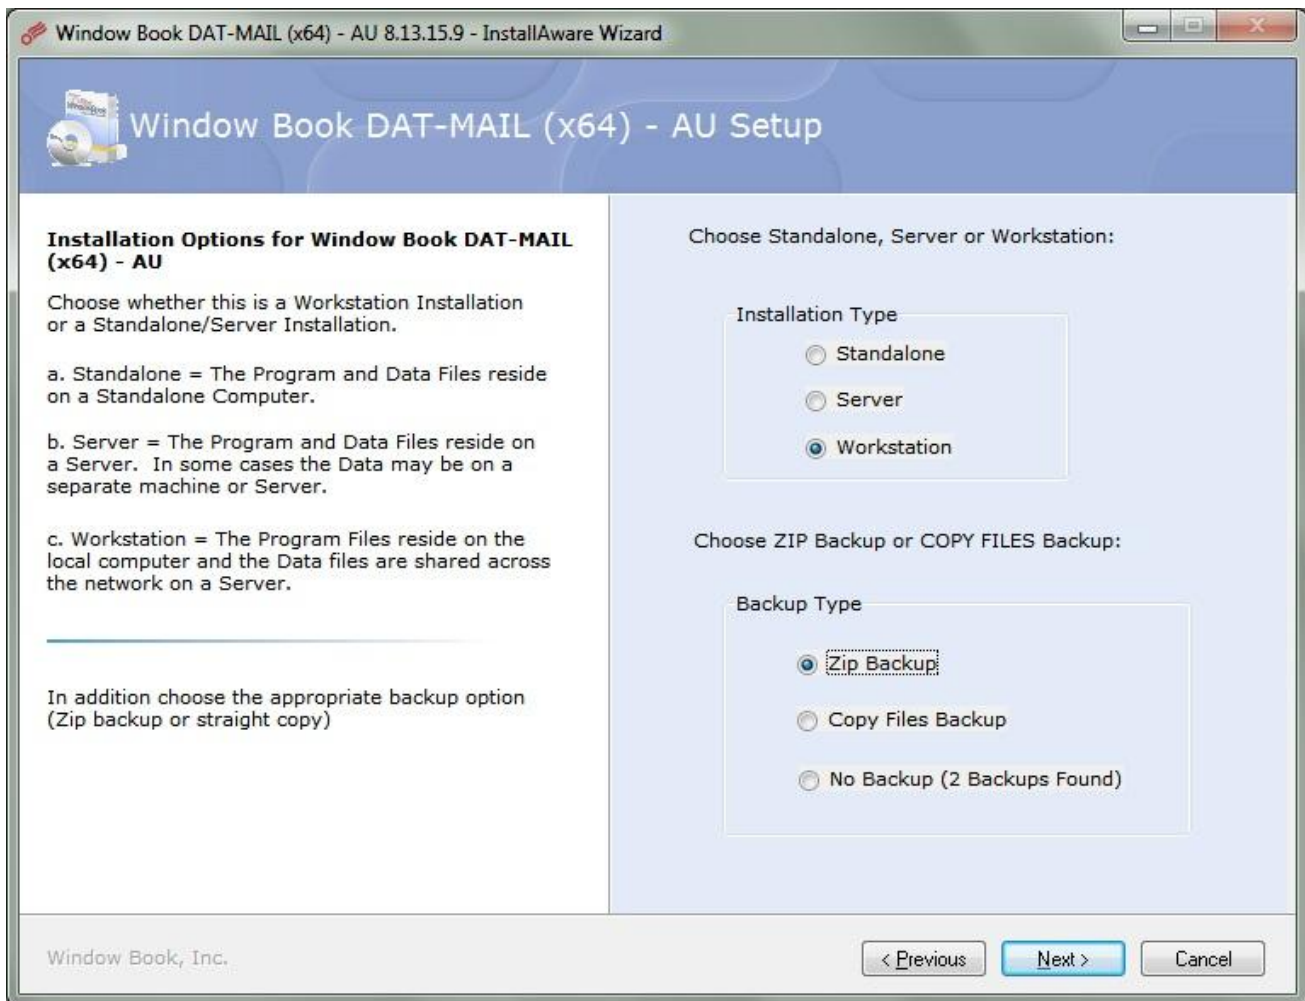 Window Book DAT-MAIL (x64) - AU 8.13.15.9 - InstallAware Wizard
Window Book DAT-MAIL (x64) - AU Setup
Installation Options for Window Book DAT-MAIL
(x64) - AU
Choose whether this is a Workstation Installation
or a Standalone/Server Installation.
a. Standalone = The Program and Data Files reside
on a Standalone Computer.
b. Server = The Program and Data Files reside on
a Server.  In some cases the Data may be on a
separate machine or Server.
c. Workstation = The Program Files reside on the
local computer and the Data files are shared across
the network on a Server.
In addition choose the appropriate backup option
(Zip backup or straight copy)
Choose Standalone, Server or Workstation:
Installation Type
Standalone
Server
Workstation
Choose ZIP Backup or COPY FILES Backup:
Backup Type
Zip Backup
Copy Files Backup
No Backup (2 Backups Found)
Window Book, Inc.
< Previous
Next >
Cancel